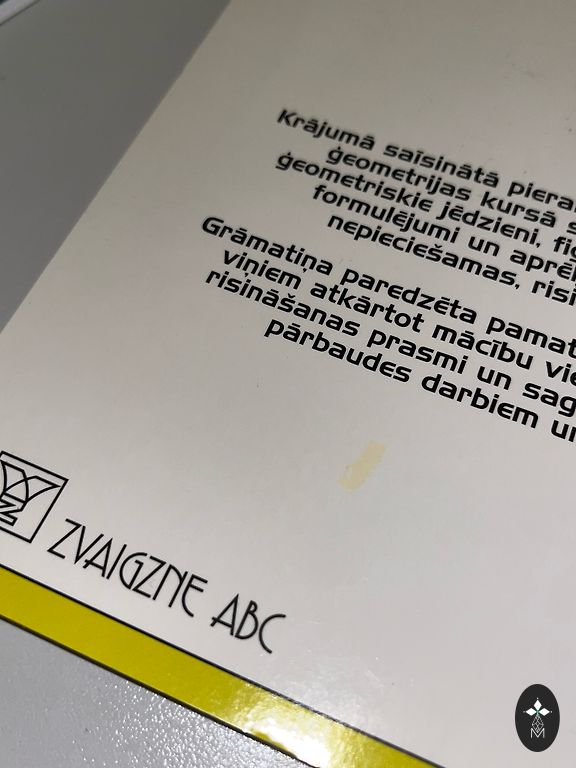 Krājumā saīsinātā
ģeometrijas kursā
ģeometriskie jēdzieni,
formulējumi un
nepieciešamas,
Grāmatiņa paredzēta
viņiem atkārtot mācību
risināšanas prasmi un
pārbaudes darbiem
ZVAIGZNE ABC
M